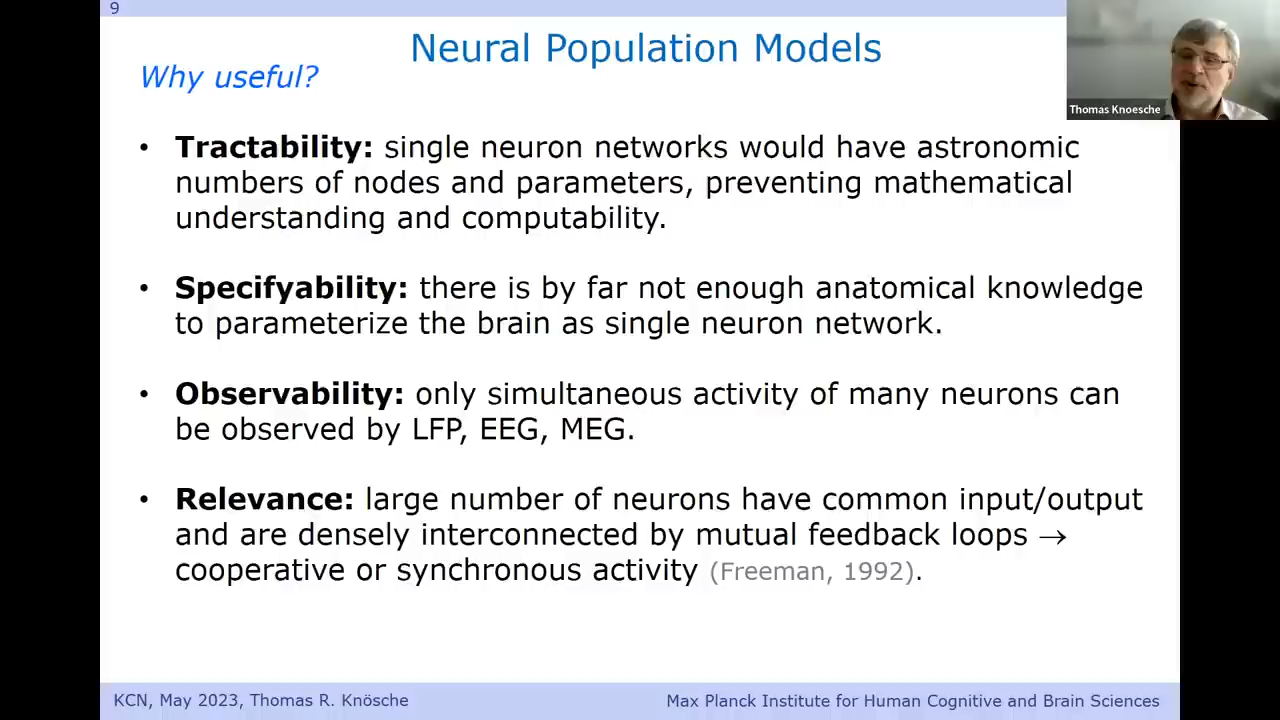 9
Neural Population Models
Why useful?
Thomas Knoesche
• Tractability: single neuron networks would have astronomic
numbers of nodes and parameters, preventing mathematical
understanding and computability.
• Specifyability: there is by far not enough anatomical knowledge
to parameterize the brain as single neuron network.
• Observability: only simultaneous activity of many neurons can
be observed by LFP, EEG, MEG.
• Relevance: large number of neurons have common input/output
and are densely interconnected by mutual feedback loops →
cooperative or synchronous activity (Freeman, 1992).
KCN, May 2023, Thomas R. Knösche
Max Planck Institute for Human Cognitive and Brain Sciences